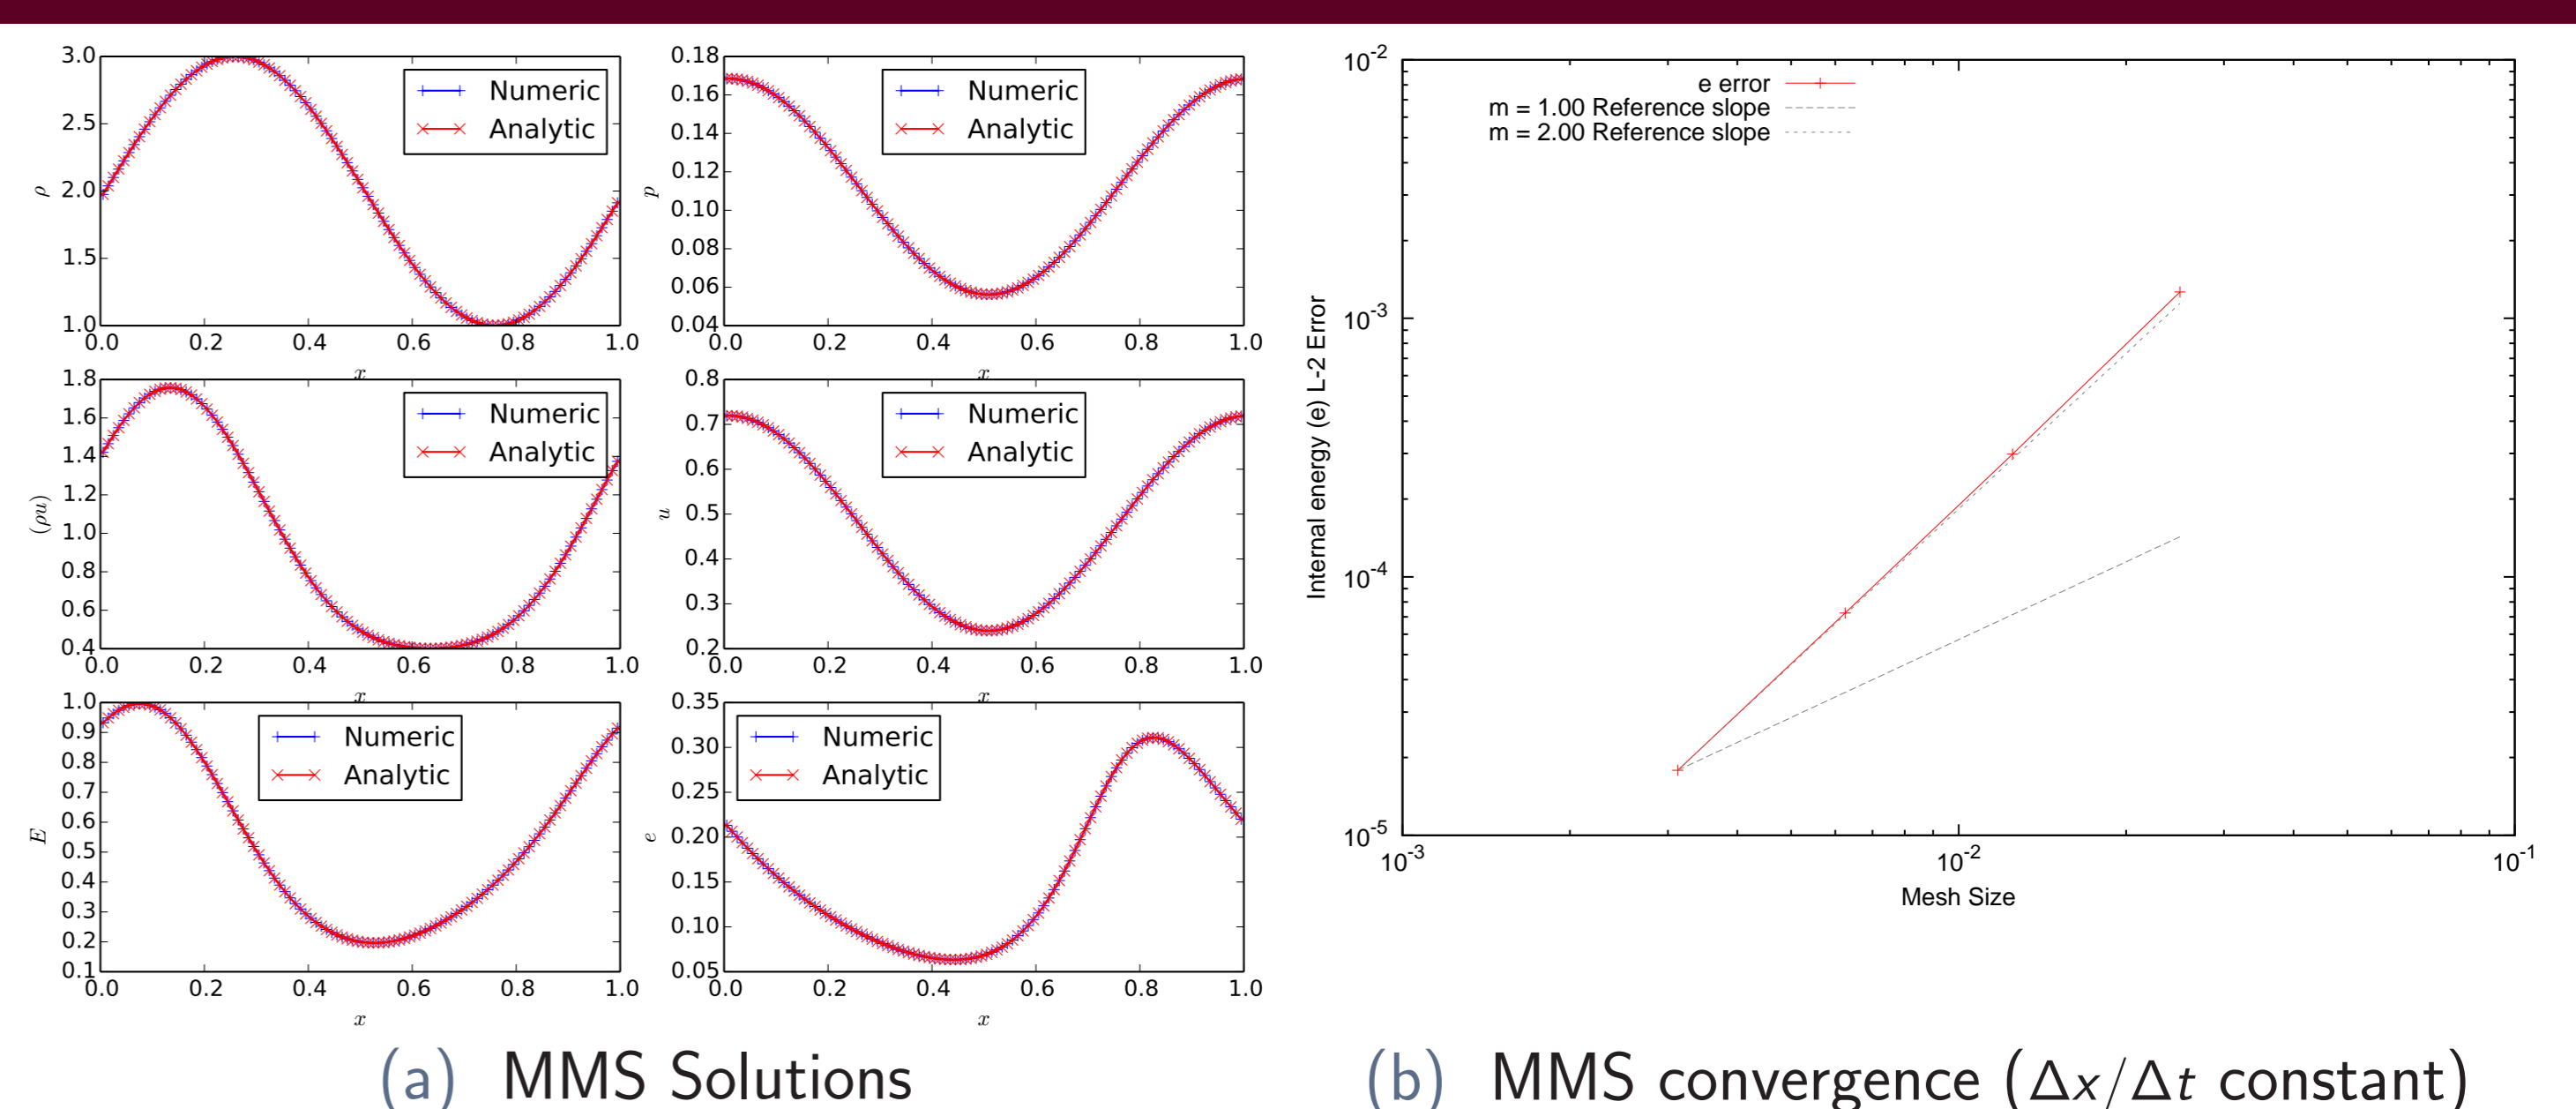 3.0
2.5
2.0
1.5
1.0
ρ
0.0 0.2 0.4 0.6 0.8 1.0
x
Numeric
Analytic
0.18
0.16
0.14
0.12
0.10
0.08
0.06
0.04
p
0.0 0.2 0.4 0.6 0.8 1.0
x
Numeric
Analytic
1.8
1.6
1.4
1.2
1.0
0.8
0.6
0.4
(ρu)
0.0 0.2 0.4 0.6 0.8 1.0
x
Numeric
Analytic
0.8
0.7
0.6
0.5
0.4
0.3
0.2
u
0.0 0.2 0.4 0.6 0.8 1.0
x
Numeric
Analytic
1.0
0.9
0.8
0.7
0.6
0.5
0.4
0.3
0.2
0.1
E
0.0 0.2 0.4 0.6 0.8 1.0
x
Numeric
Analytic
0.35
0.30
0.25
0.20
0.15
0.10
0.05
e
0.0 0.2 0.4 0.6 0.8 1.0
x
Numeric
Analytic
(a) MMS Solutions
10^-2
10^-3
10^-4
10^-5
Internal energy (e) L-2 Error
e error
m = 1.00 Reference slope
m = 2.00 Reference slope
10^-3 10^-2 10^-1
Mesh Size
(b) MMS convergence (Δx/Δt constant)